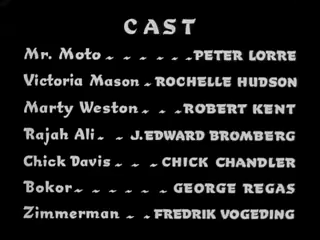 CAST
Mr. Moto - - - - - - PETER LORRE
Victoria Mason - ROCHELLE HUDSON
Marty Weston - - - ROBERT KENT
Rajah Ali - - J. EDWARD BROMBERG
Chick Davis - - - CHICK CHANDLER
Bokor - - - - - - GEORGE REGAS
Zimmerman - - FREDRIK VOGEDING